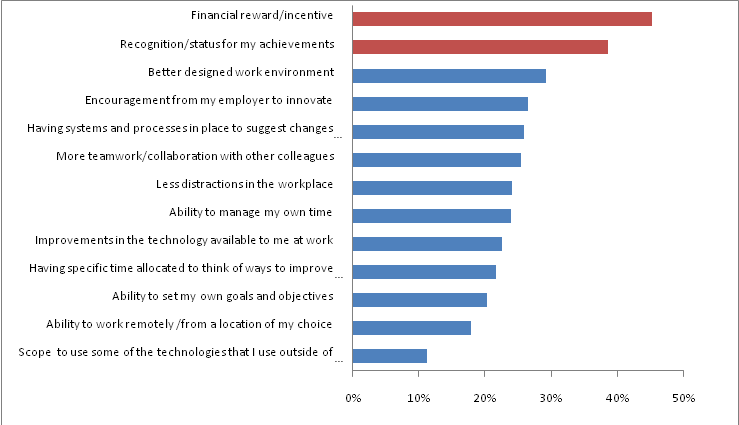 Financial reward/incentive
Recognition/status for my achievements
Better designed work environment
Encouragement from my employer to innovate
Having systems and processes in place to suggest changes ...
More teamwork/collaboration with other colleagues
Less distractions in the workplace
Ability to manage my own time
Improvements in the technology available to me at work
Having specific time allocated to think of ways to improve ...
Ability to set my own goals and objectives
Ability to work remotely /from a location of my choice
Scope to use some of the technologies that I use outside of ...
0% 10% 20% 30% 40% 50%